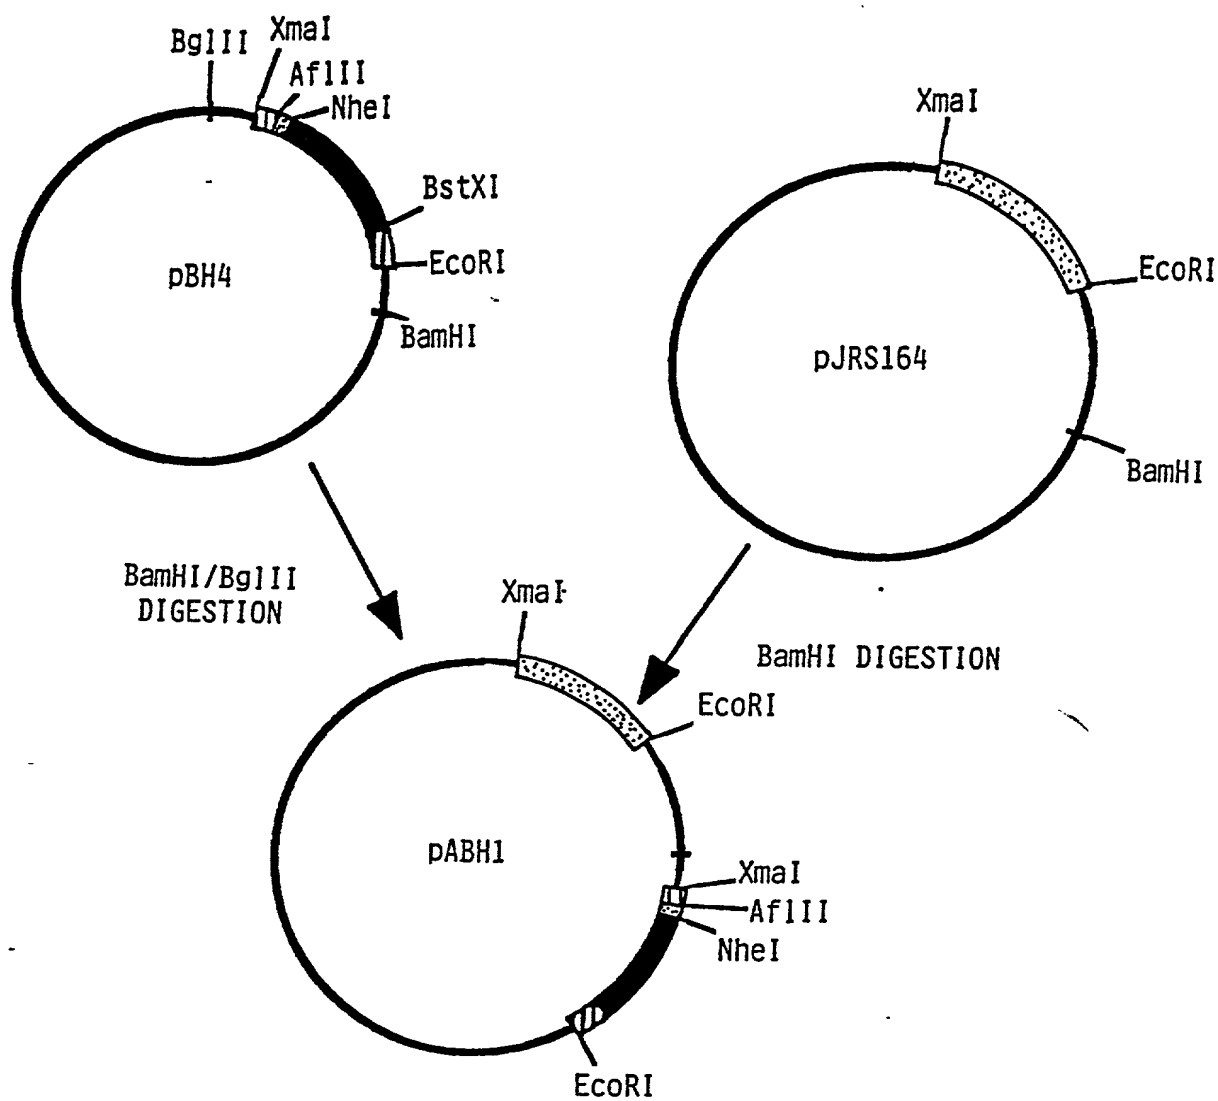 BglII
XmaI
AflII
NheI
BstXI
EcoRI
BamHI
pBH4
XmaI
EcoRI
BamHI
pJRS164
BamHI/BglII
DIGESTION
BamHI DIGESTION
XmaI
EcoRI
pABH1
XmaI
AflII
NheI
EcoRI